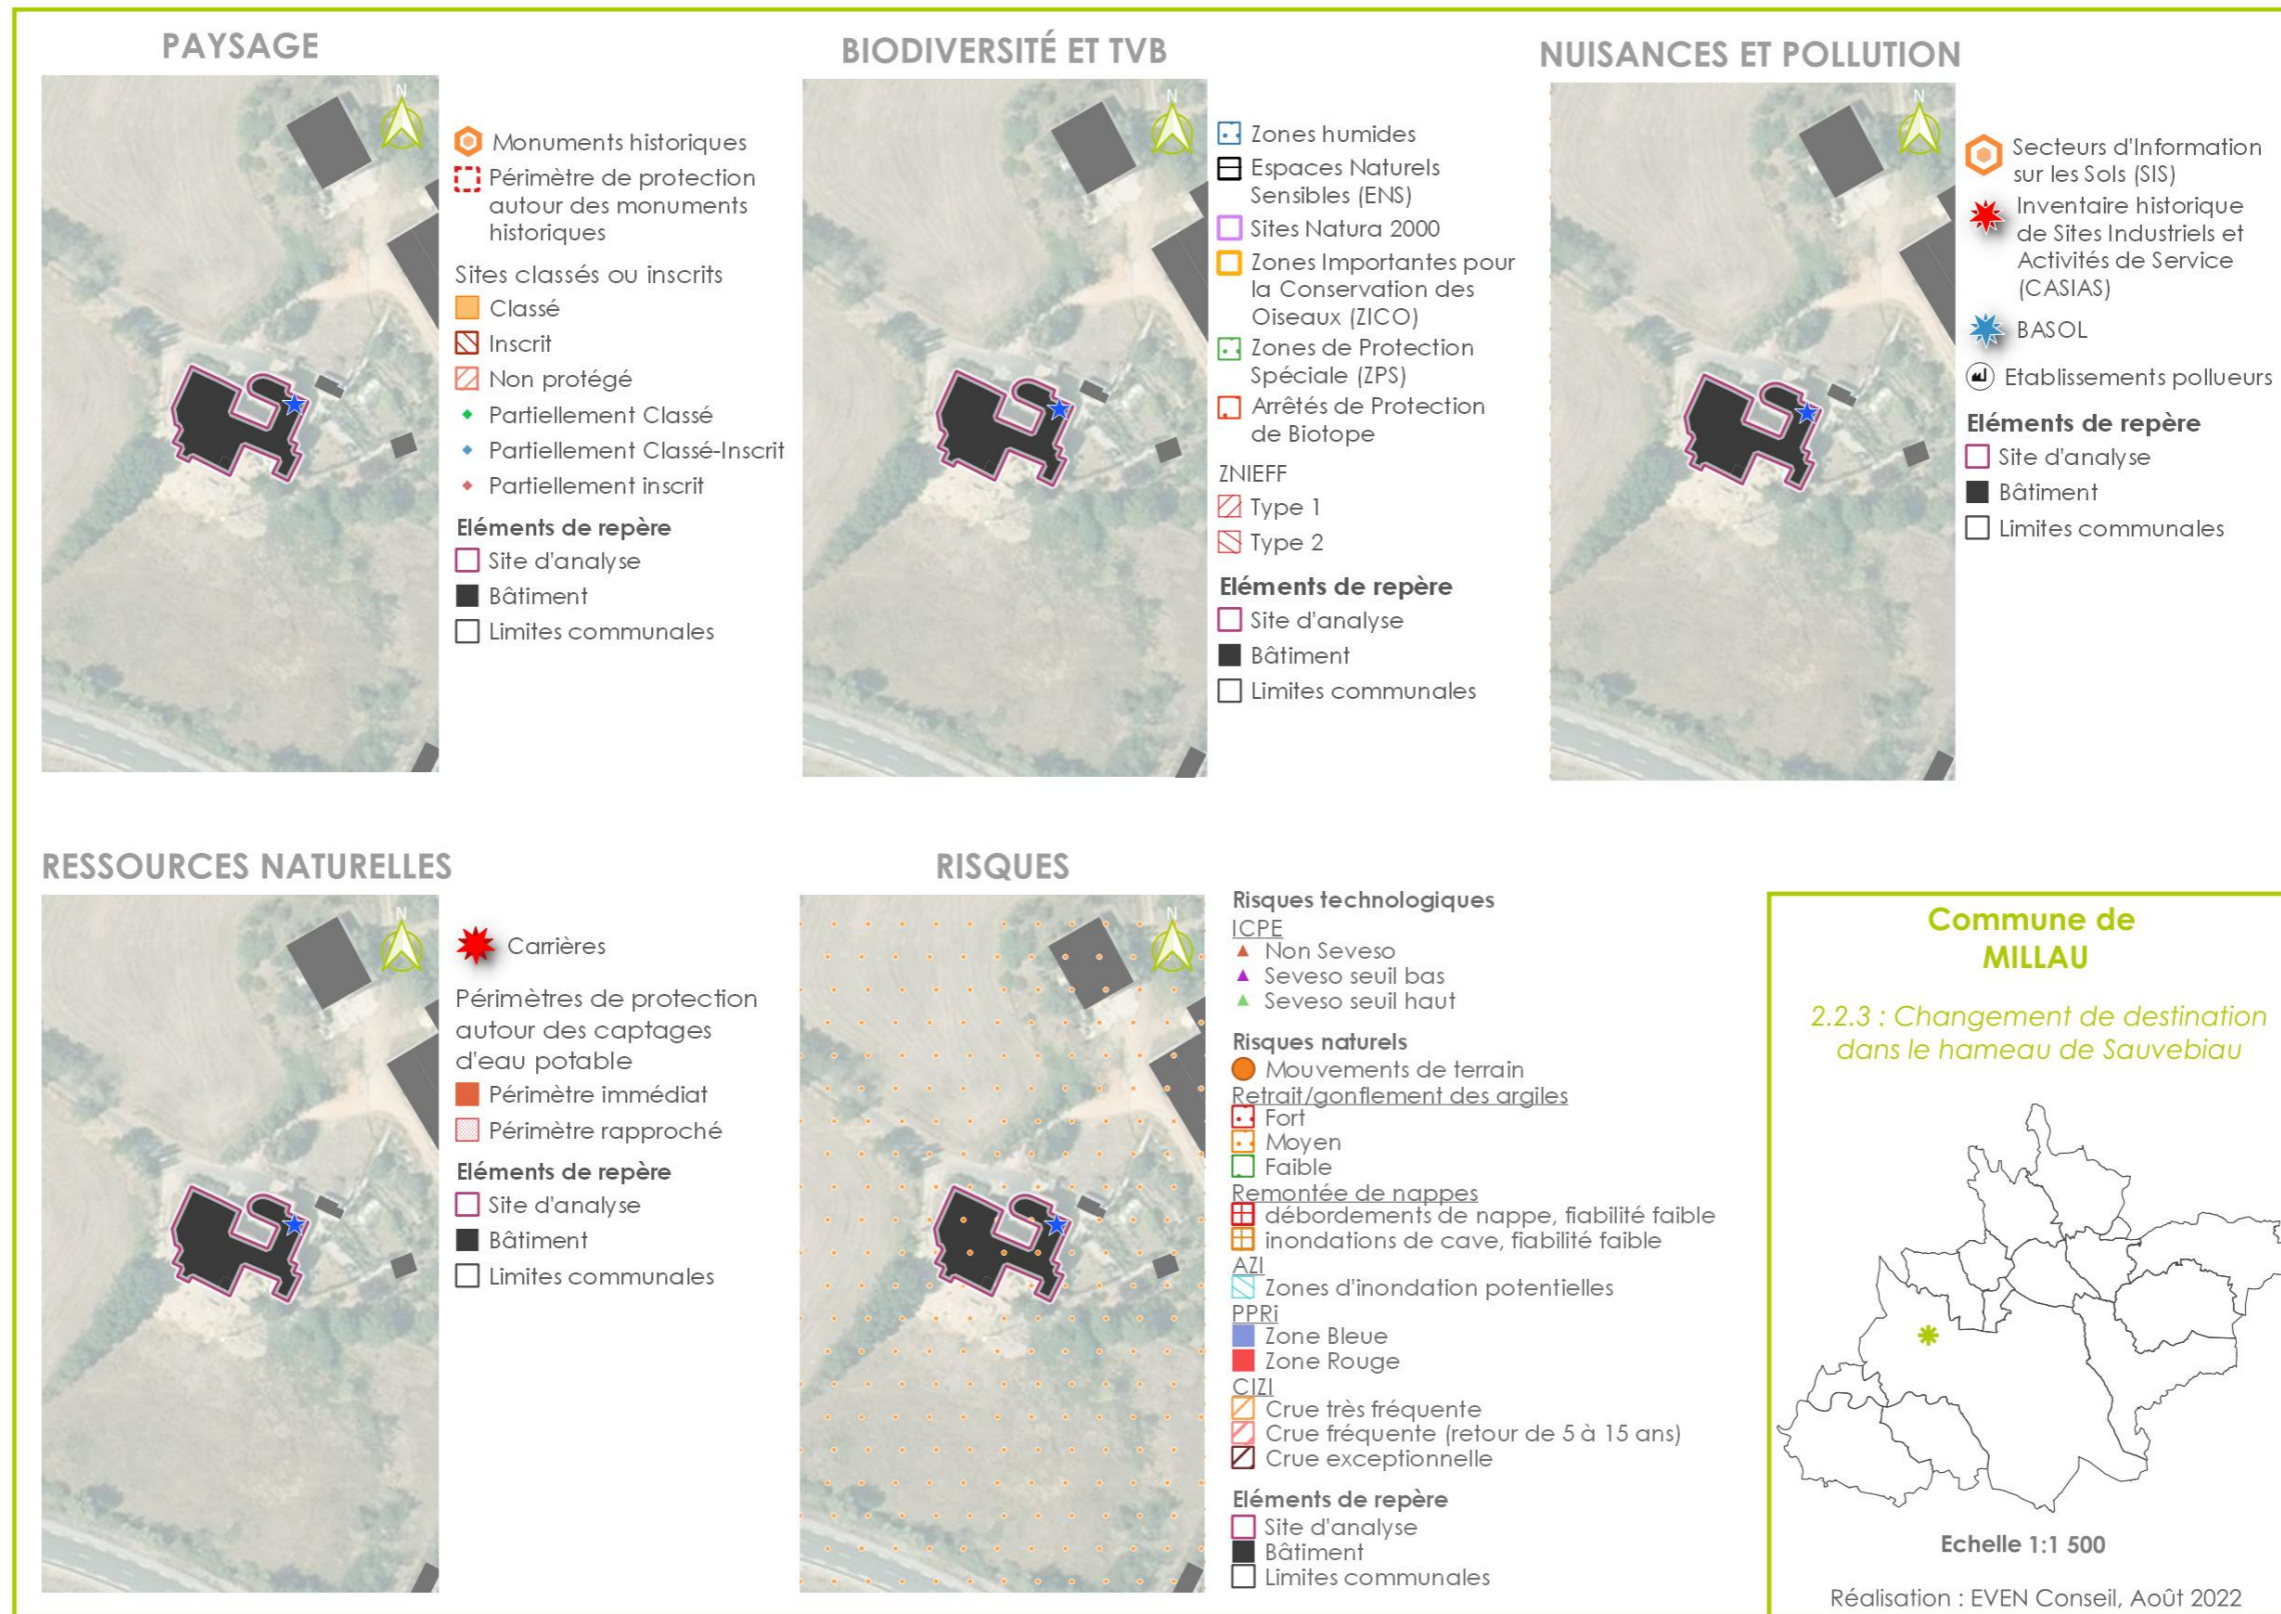 PAYSAGE
N
Monuments historiques
Périmètre de protection
autour des monuments
historiques
Sites classés ou inscrits
Classé
Inscrit
Non protégé
Partiellement Classé
Partiellement Classé-Inscrit
Partiellement inscrit
Eléments de repère
Site d'analyse
Bâtiment
Limites communales
BIODIVERSITÉ ET TVB
N
Zones humides
Espaces Naturels
Sensibles (ENS)
Sites Natura 2000
Zones Importantes pour
la Conservation des
Oiseaux (ZICO)
Zones de Protection
Spéciale (ZPS)
Arrêtés de Protection
de Biotope
ZNIEFF
Type 1
Type 2
Eléments de repère
Site d'analyse
Bâtiment
Limites communales
NUISANCES ET POLLUTION
N
Secteurs d'Information
sur les Sols (SIS)
Inventaire historique
de Sites Industriels et
Activités de Service
(CASIAS)
BASOL
Etablissements pollueurs
Eléments de repère
Site d'analyse
Bâtiment
Limites communales
RESSOURCES NATURELLES
N
Carrières
Périmètres de protection
autour des captages
d'eau potable
Périmètre immédiat
Périmètre rapproché
Eléments de repère
Site d'analyse
Bâtiment
Limites communales
RISQUES
N
Risques technologiques
ICPE
Non Seveso
Seveso seuil bas
Seveso seuil haut
Risques naturels
Mouvements de terrain
Retrait/gonflement des argiles
Fort
Moyen
Faible
Remontée de nappes
débordements de nappe, fiabilité faible
inondations de cave, fiabilité faible
AZI
Zones d'inondation potentielles
PPRi
Zone Bleue
Zone Rouge
CIZI
Crue très fréquente
Crue fréquente (retour de 5 à 15 ans)
Crue exceptionnelle
Eléments de repère
Site d'analyse
Bâtiment
Limites communales
Commune de
MILLAU
2.2.3 : Changement de destination
dans le hameau de Sauvebiau
Echelle 1:1 500
Réalisation : EVEN Conseil, Août 2022